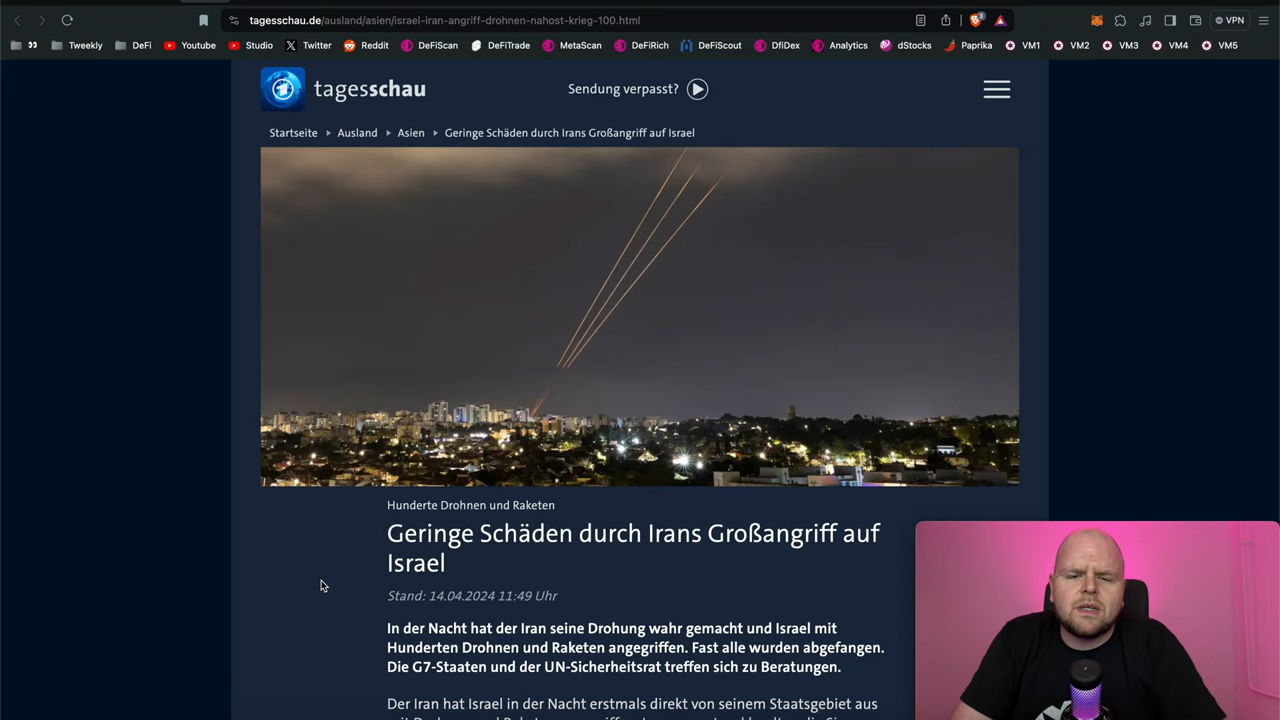 tagesschau.de/ausland/asien/israel-iran-angriff-drohnen-nahost-krieg-100.html
3
VPN
Tweekly
DeFi
Youtube
Studio
Twitter
Reddit
DeFiScan
DeFiTrade
MetaScan
DeFiRich
DeFiScout
DfiDex
Analytics
dStocks
Paprika
VM1
VM2
VM3
VM4
VM5
tagesschau
Sendung verpasst?
Startseite Ausland Asien Geringe Schäden durch Irans Großangriff auf Israel
Hunderte Drohnen und Raketen
Geringe Schäden durch Irans Großangriff auf
Israel
Stand: 14.04.2024 11:49 Uhr
In der Nacht hat der Iran seine Drohung wahr gemacht und Israel mit
Hunderten Drohnen und Raketen angegriffen. Fast alle wurden abgefangen.
Die G7-Staaten und der UN-Sicherheitsrat treffen sich zu Beratungen.
Der Iran hat Israel in der Nacht erstmals direkt von seinem Staatsgebiet aus